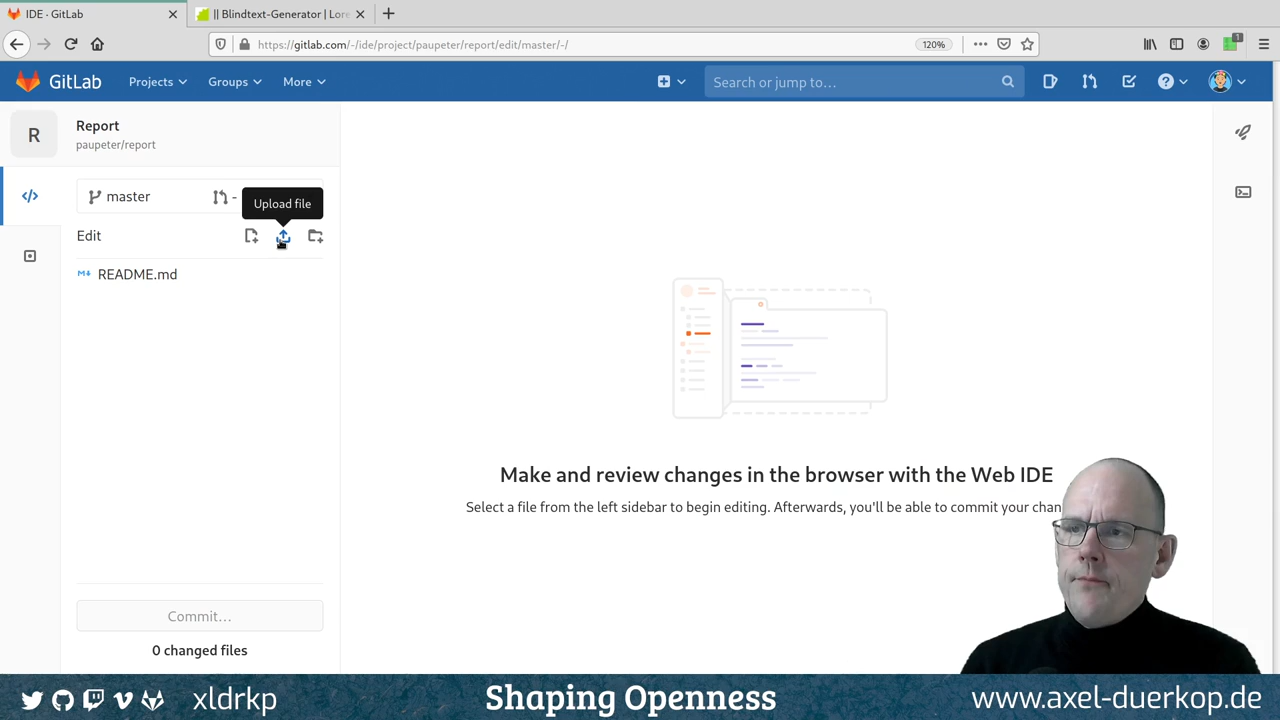 IDE · GitLab
|| Blindtext-Generator | Lore
https://gitlab.com/-/ide/project/paupeter/report/edit/master/-/
120%
1
GitLab
Projects
Groups
More
Search or jump to…
R
Report
paupeter/report
master
-
Upload file
Edit
README.md
Make and review changes in the browser with the Web IDE
Select a file from the left sidebar to begin editing. Afterwards, you'll be able to commit your chan
Commit…
0 changed files
xldrkp
Shaping Openness
www.axel-duerkop.de